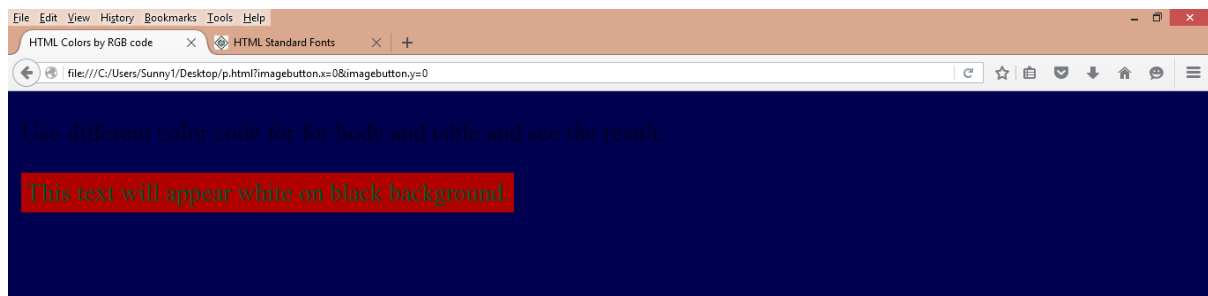 File Edit View History Bookmarks Tools Help
HTML Colors by RGB code HTML Standard Fonts
file:///C:/Users/Sunny1/Desktop/p.html?imagebutton.x=0&imagebutton.y=0
Use different color code for for body and table and see the result.
This text will appear white on black background.